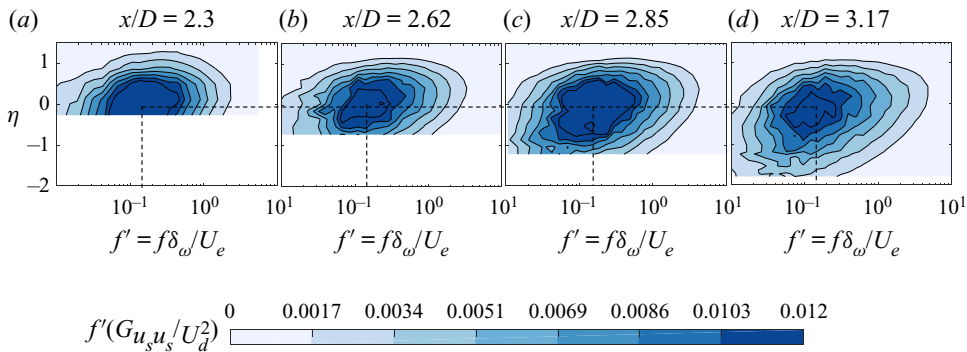 (a) x/D = 2.3 (b) x/D = 2.62 (c) x/D = 2.85 (d) x/D = 3.17
1
0
η
−1
−2
10⁻¹ 10⁰ 10¹ 10⁻¹ 10⁰ 10¹ 10⁻¹ 10⁰ 10¹ 10⁻¹ 10⁰ 10¹
f′ = fδ_ω/U_e f′ = fδ_ω/U_e f′ = fδ_ω/U_e f′ = fδ_ω/U_e
0 0.0017 0.0034 0.0051 0.0069 0.0086 0.0103 0.012
f′(G_{u_s u_s}/U_d²)